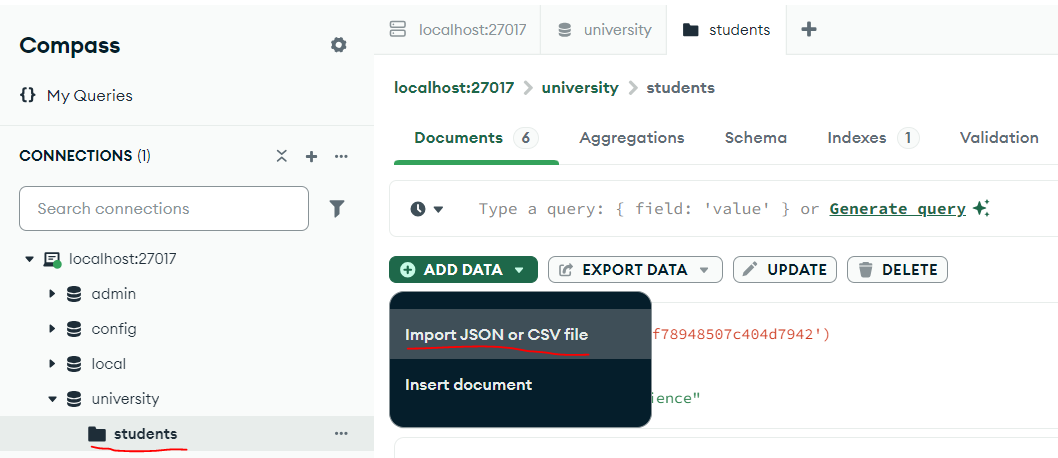 Compass
My Queries
CONNECTIONS (1)
Search connections
localhost:27017
admin
config
local
university
students
localhost:27017
university
students
localhost:27017 > university > students
Documents 6
Aggregations
Schema
Indexes 1
Validation
Type a query: { field: 'value' } or Generate query
ADD DATA
EXPORT DATA
UPDATE
DELETE
Import JSON or CSV file
Insert document
f78948507c404d7942')
ience"